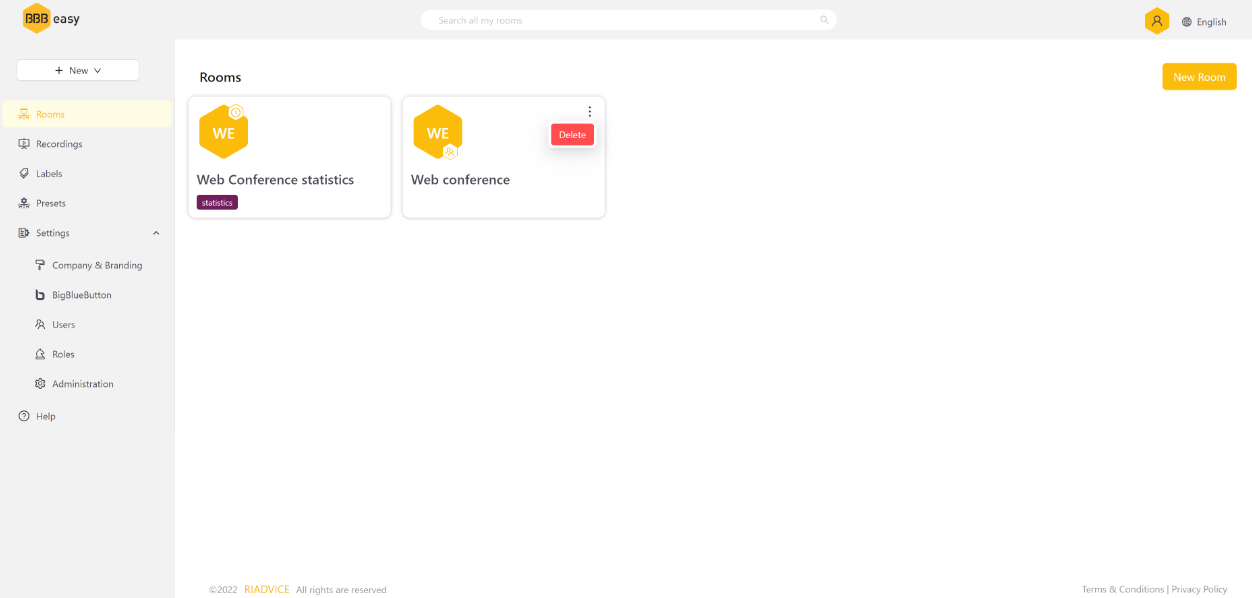 BBB easy
Search all my rooms
English
New
Rooms
Recordings
Labels
Presets
Settings
Company & Branding
BigBlueButton
Users
Roles
Administration
Help
Rooms
New Room
WE
Web Conference statistics
statistics
WE
Delete
Web conference
©2022 RIADVICE All rights are reserved
Terms & Conditions | Privacy Policy